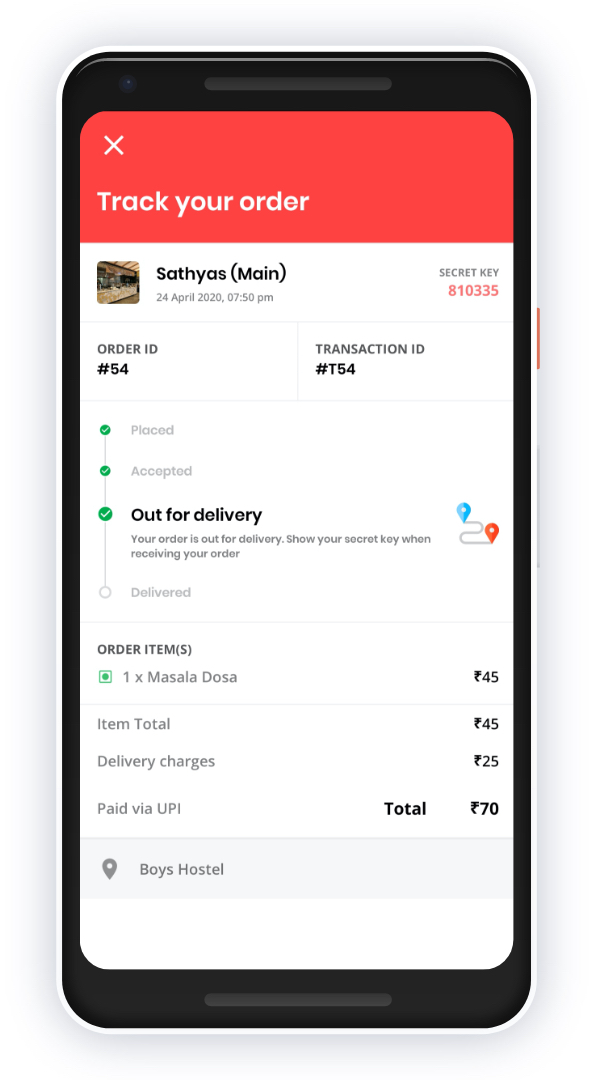 Track your order
Sathyas (Main)
24 April 2020, 07:50 pm
SECRET KEY
810335
ORDER ID
#54
TRANSACTION ID
#T54
Placed
Accepted
Out for delivery
Your order is out for delivery. Show your secret key when
receiving your order
Delivered
ORDER ITEM(S)
1 x Masala Dosa ₹45
Item Total ₹45
Delivery charges ₹25
Paid via UPI Total ₹70
Boys Hostel